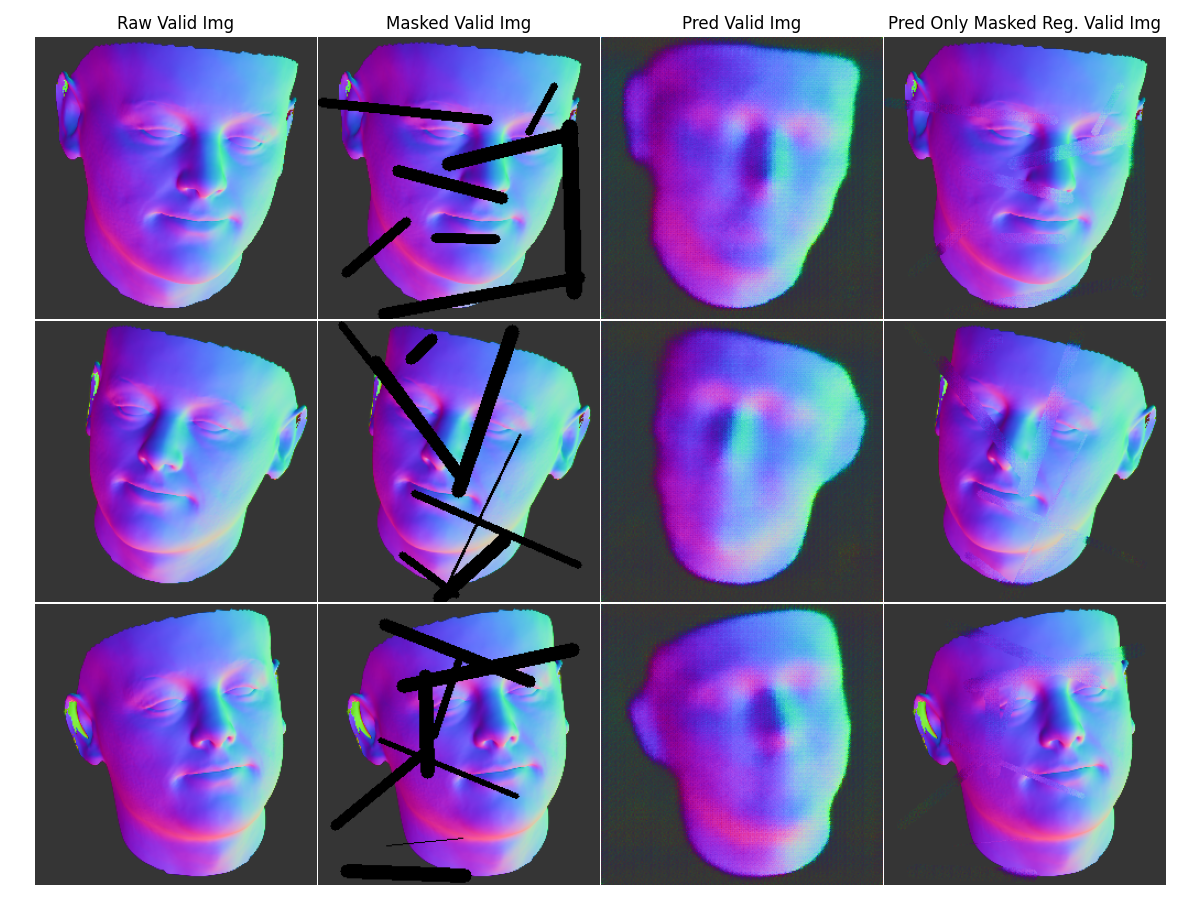 Raw Valid Img
Masked Valid Img
Pred Valid Img
Pred Only Masked Reg. Valid Img